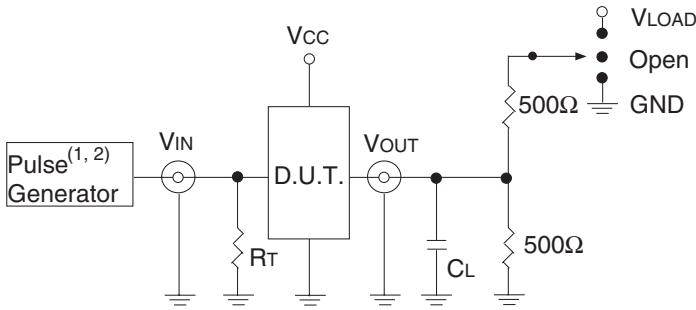 VLOAD
VCC
Open
500Ω
GND
VIN
VOUT
Pulse(1, 2)
Generator
D.U.T.
RT
CL
500Ω